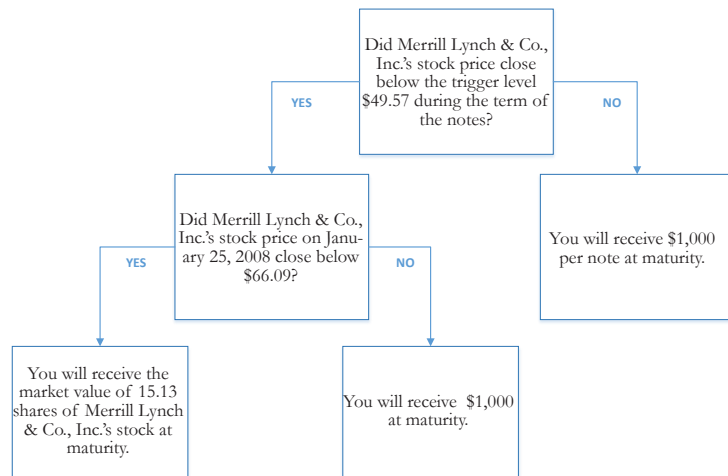 Did Merrill Lynch & Co.,
Inc.'s stock price close
below the trigger level
$49.57 during the term of
the notes?
YES
NO
Did Merrill Lynch & Co.,
Inc.'s stock price on Janu-
ary 25, 2008 close below
$66.09?
You will receive $1,000
per note at maturity.
YES
NO
You will receive the
market value of 15.13
shares of Merrill Lynch
& Co., Inc.'s stock at
maturity.
You will receive $1,000
at maturity.